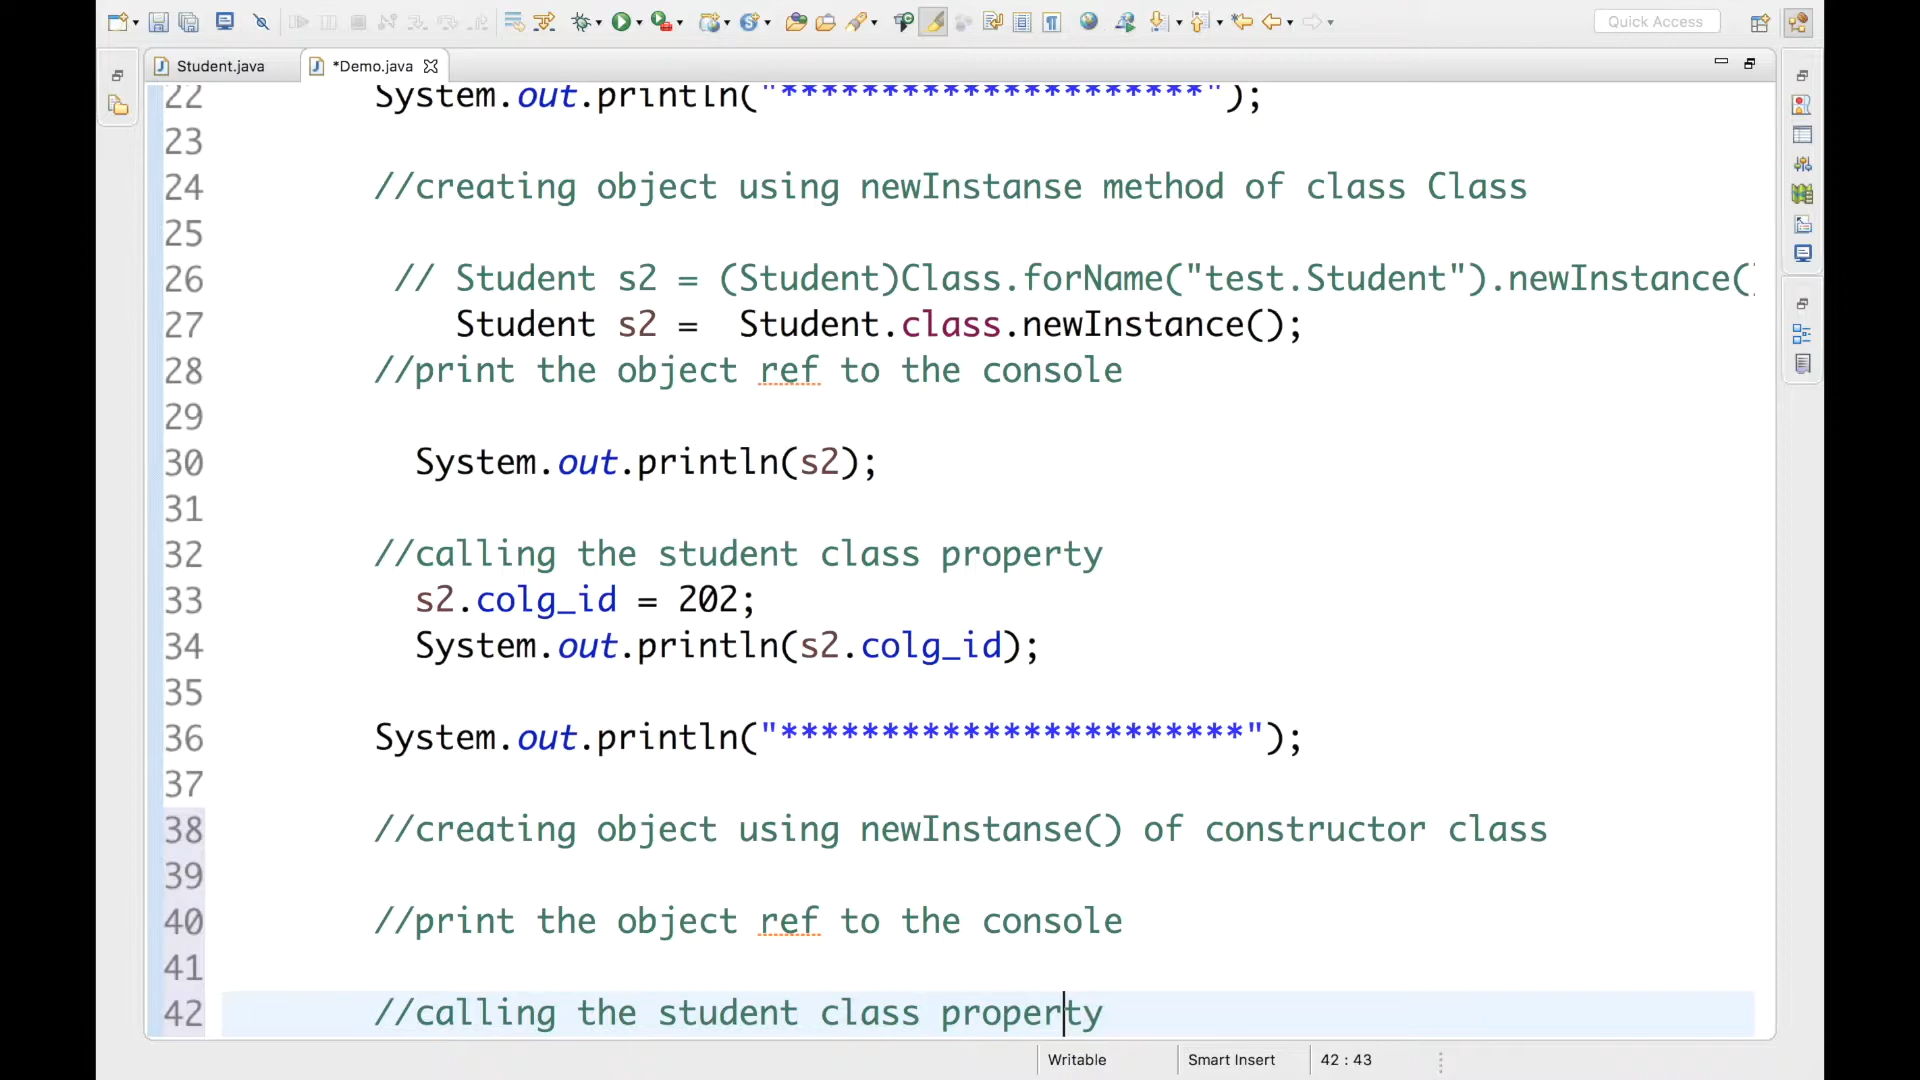 Quick Access
Student.java
*Demo.java
22 System.out.println("*********************");
23
24 //creating object using newInstanse method of class Class
25
26 // Student s2 = (Student)Class.forName("test.Student").newInstance()
27 Student s2 = Student.class.newInstance();
28 //print the object ref to the console
29
30 System.out.println(s2);
31
32 //calling the student class property
33 s2.colg_id = 202;
34 System.out.println(s2.colg_id);
35
36 System.out.println("***********************");
37
38 //creating object using newInstanse() of constructor class
39
40 //print the object ref to the console
41
42 //calling the student class property
Writable
Smart Insert
42 : 43